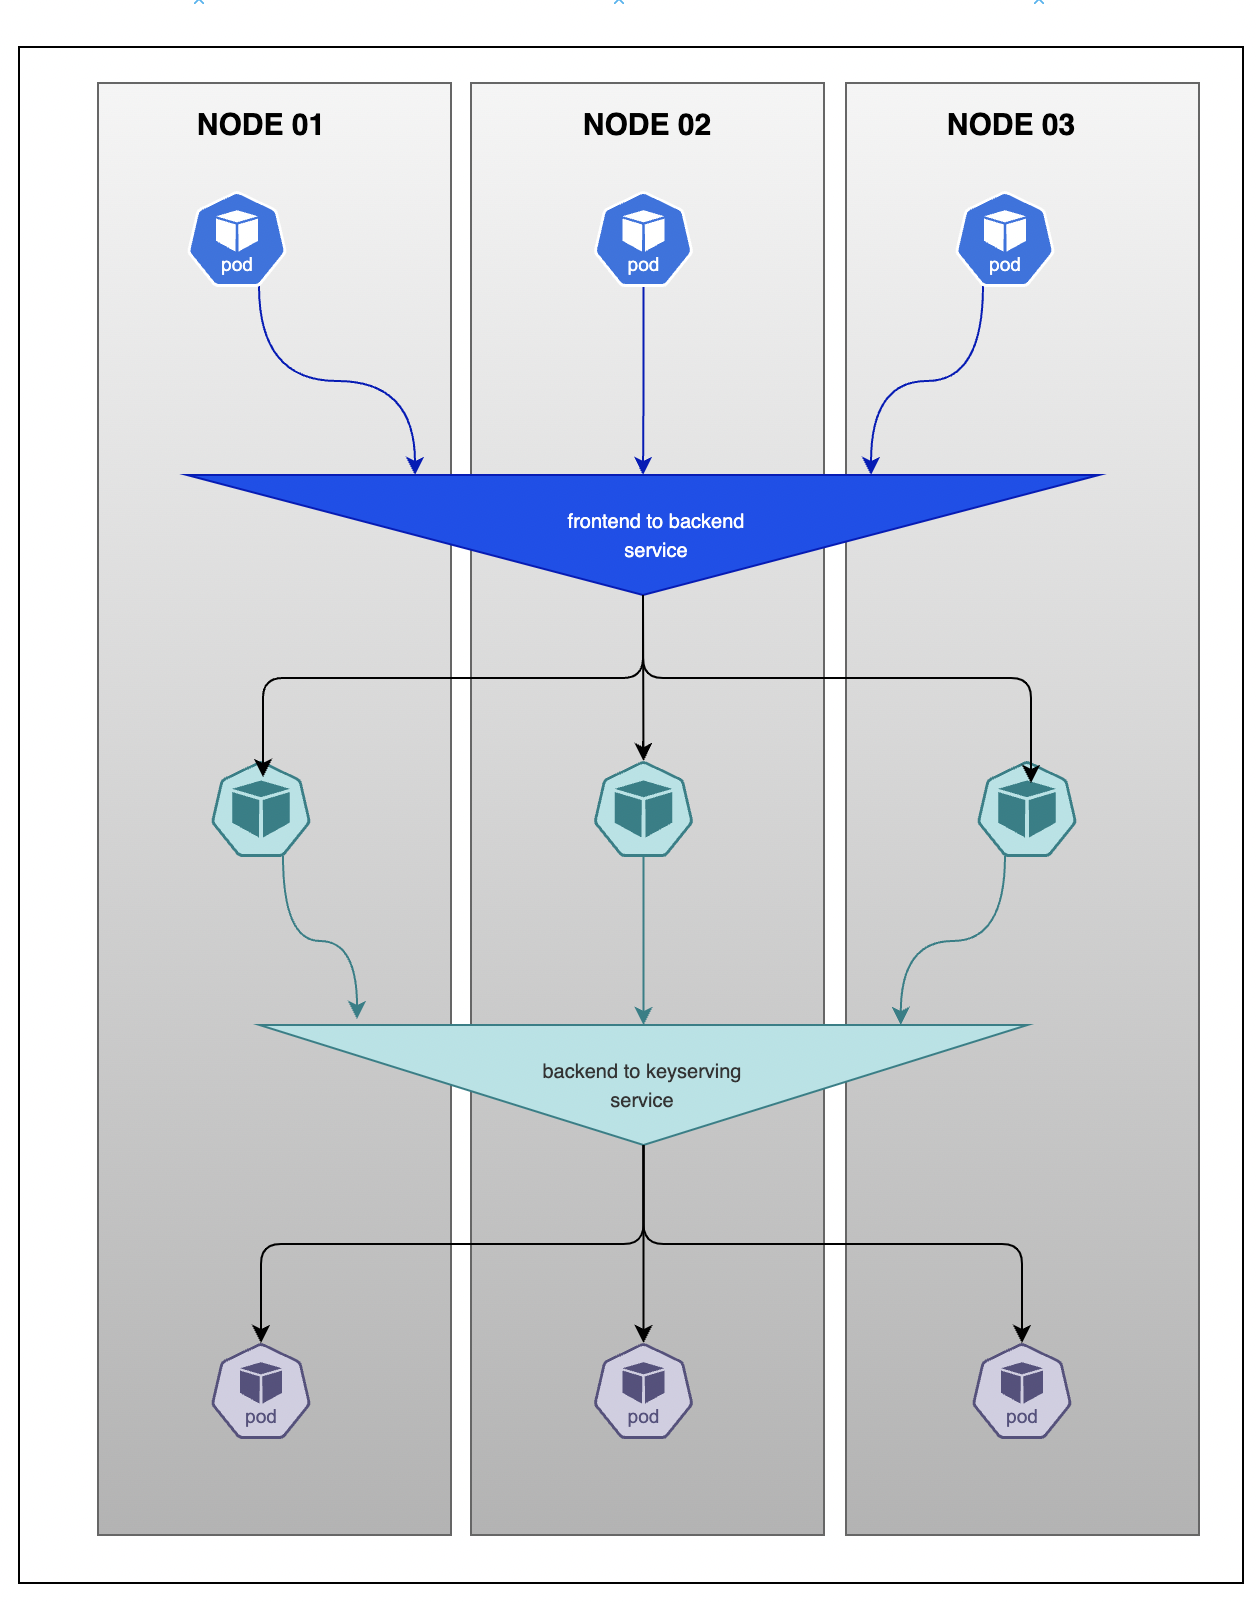 NODE 01
NODE 02
NODE 03
pod
pod
pod
frontend to backend
service
backend to keyserving
service
pod
pod
pod